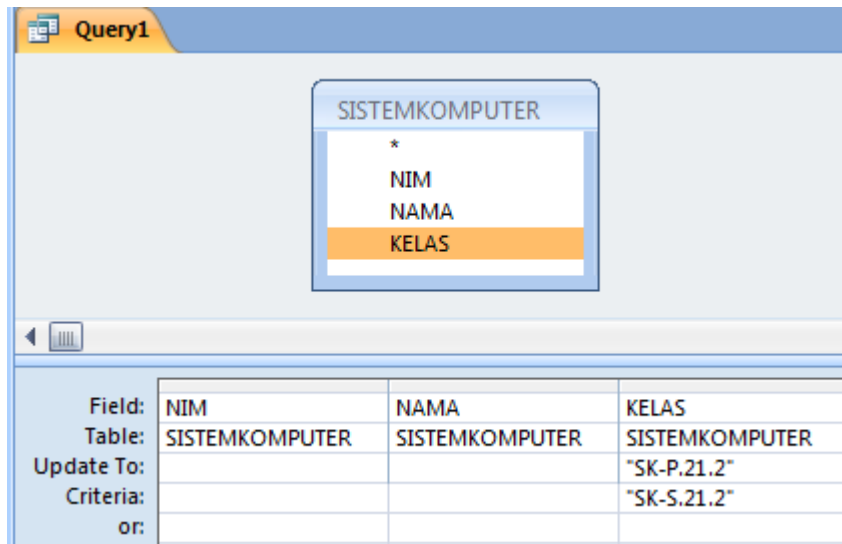 Query1
SISTEMKOMPUTER
*
NIM
NAMA
KELAS
Field: NIM NAMA KELAS
Table: SISTEMKOMPUTER SISTEMKOMPUTER SISTEMKOMPUTER
Update To: "SK-P.21.2"
Criteria: "SK-S.21.2"
or: